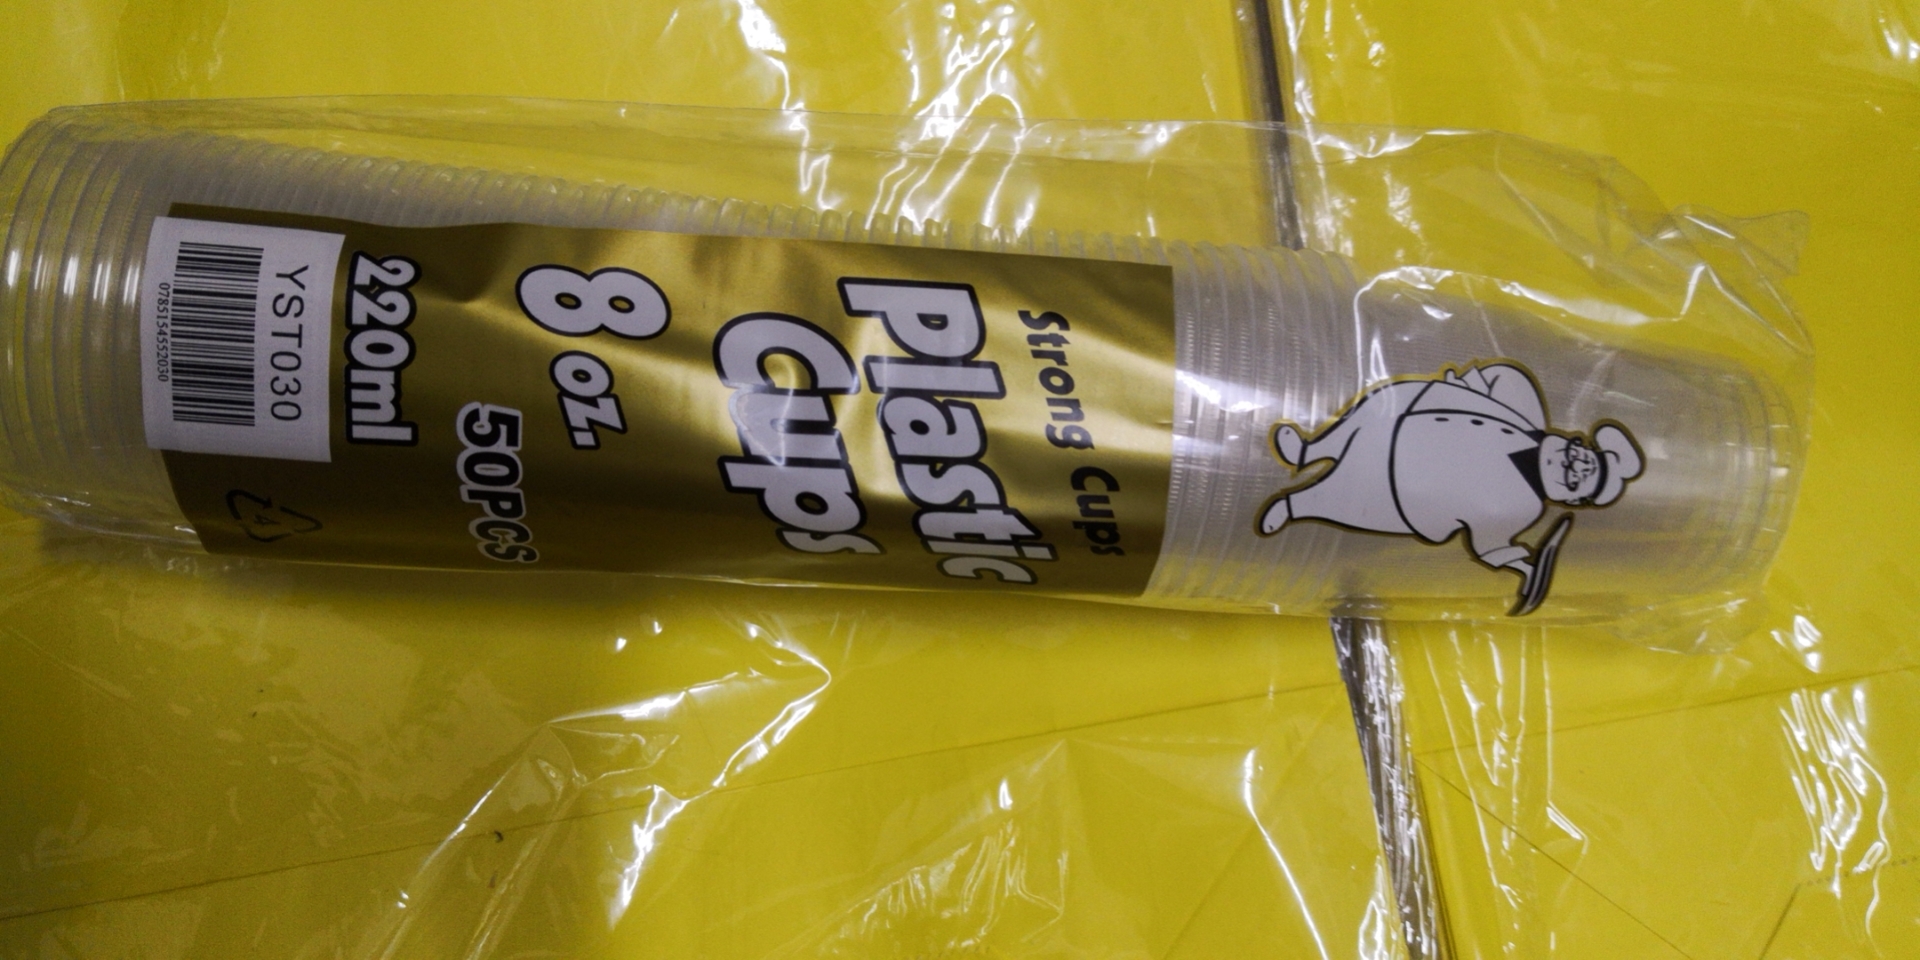 Strong Cups
Plastic
Cups
8 oz.
50PCS
220ml
YST030
0785154552030
4